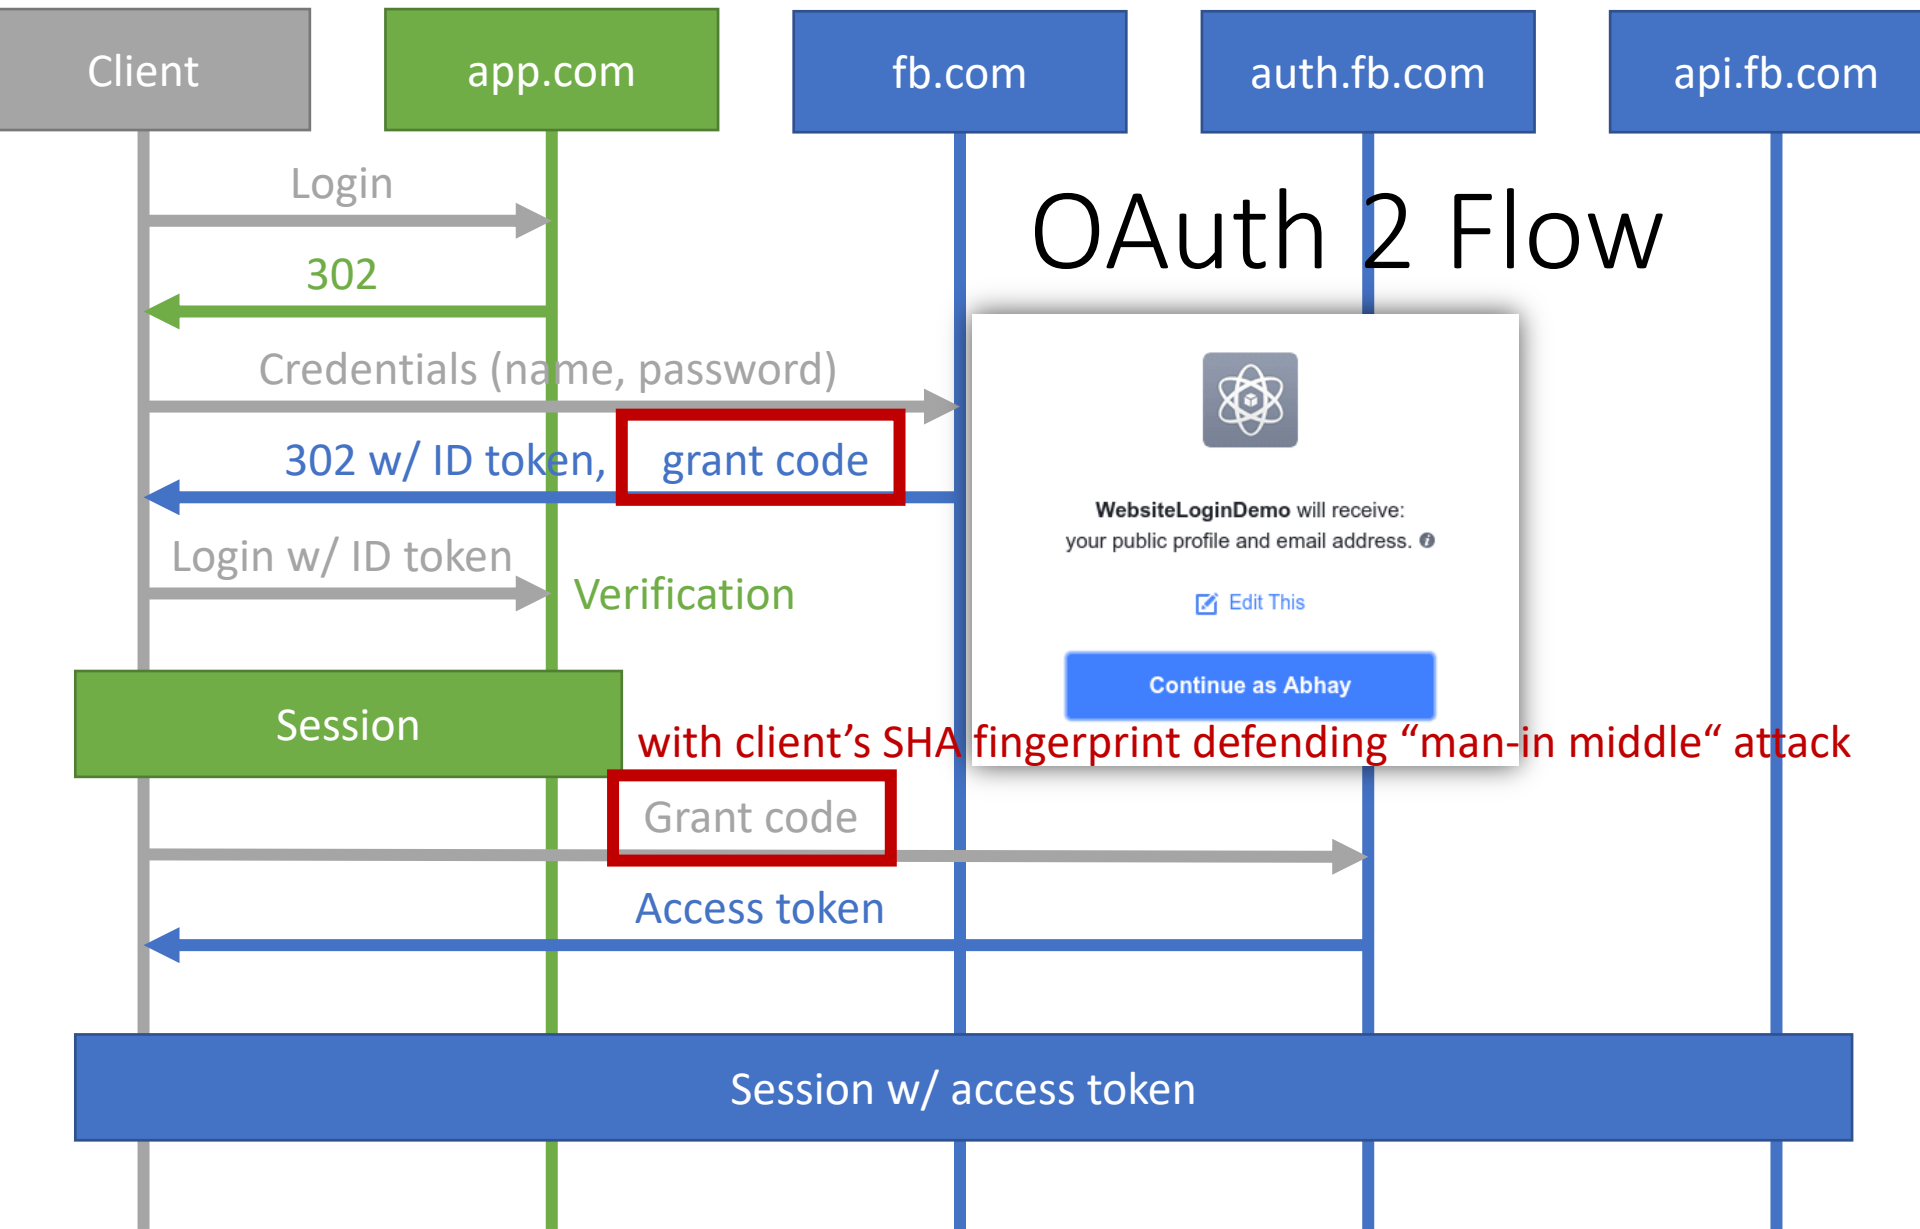 Client
app.com
fb.com
auth.fb.com
api.fb.com
Login
OAuth 2 Flow
302
Credentials (name, password)
302 w/ ID token, grant code
WebsiteLoginDemo will receive:
your public profile and email address.
Login w/ ID token
Verification
Edit This
Continue as Abhay
Session
with client’s SHA fingerprint defending “man-in middle“ attack
Grant code
Access token
Session w/ access token